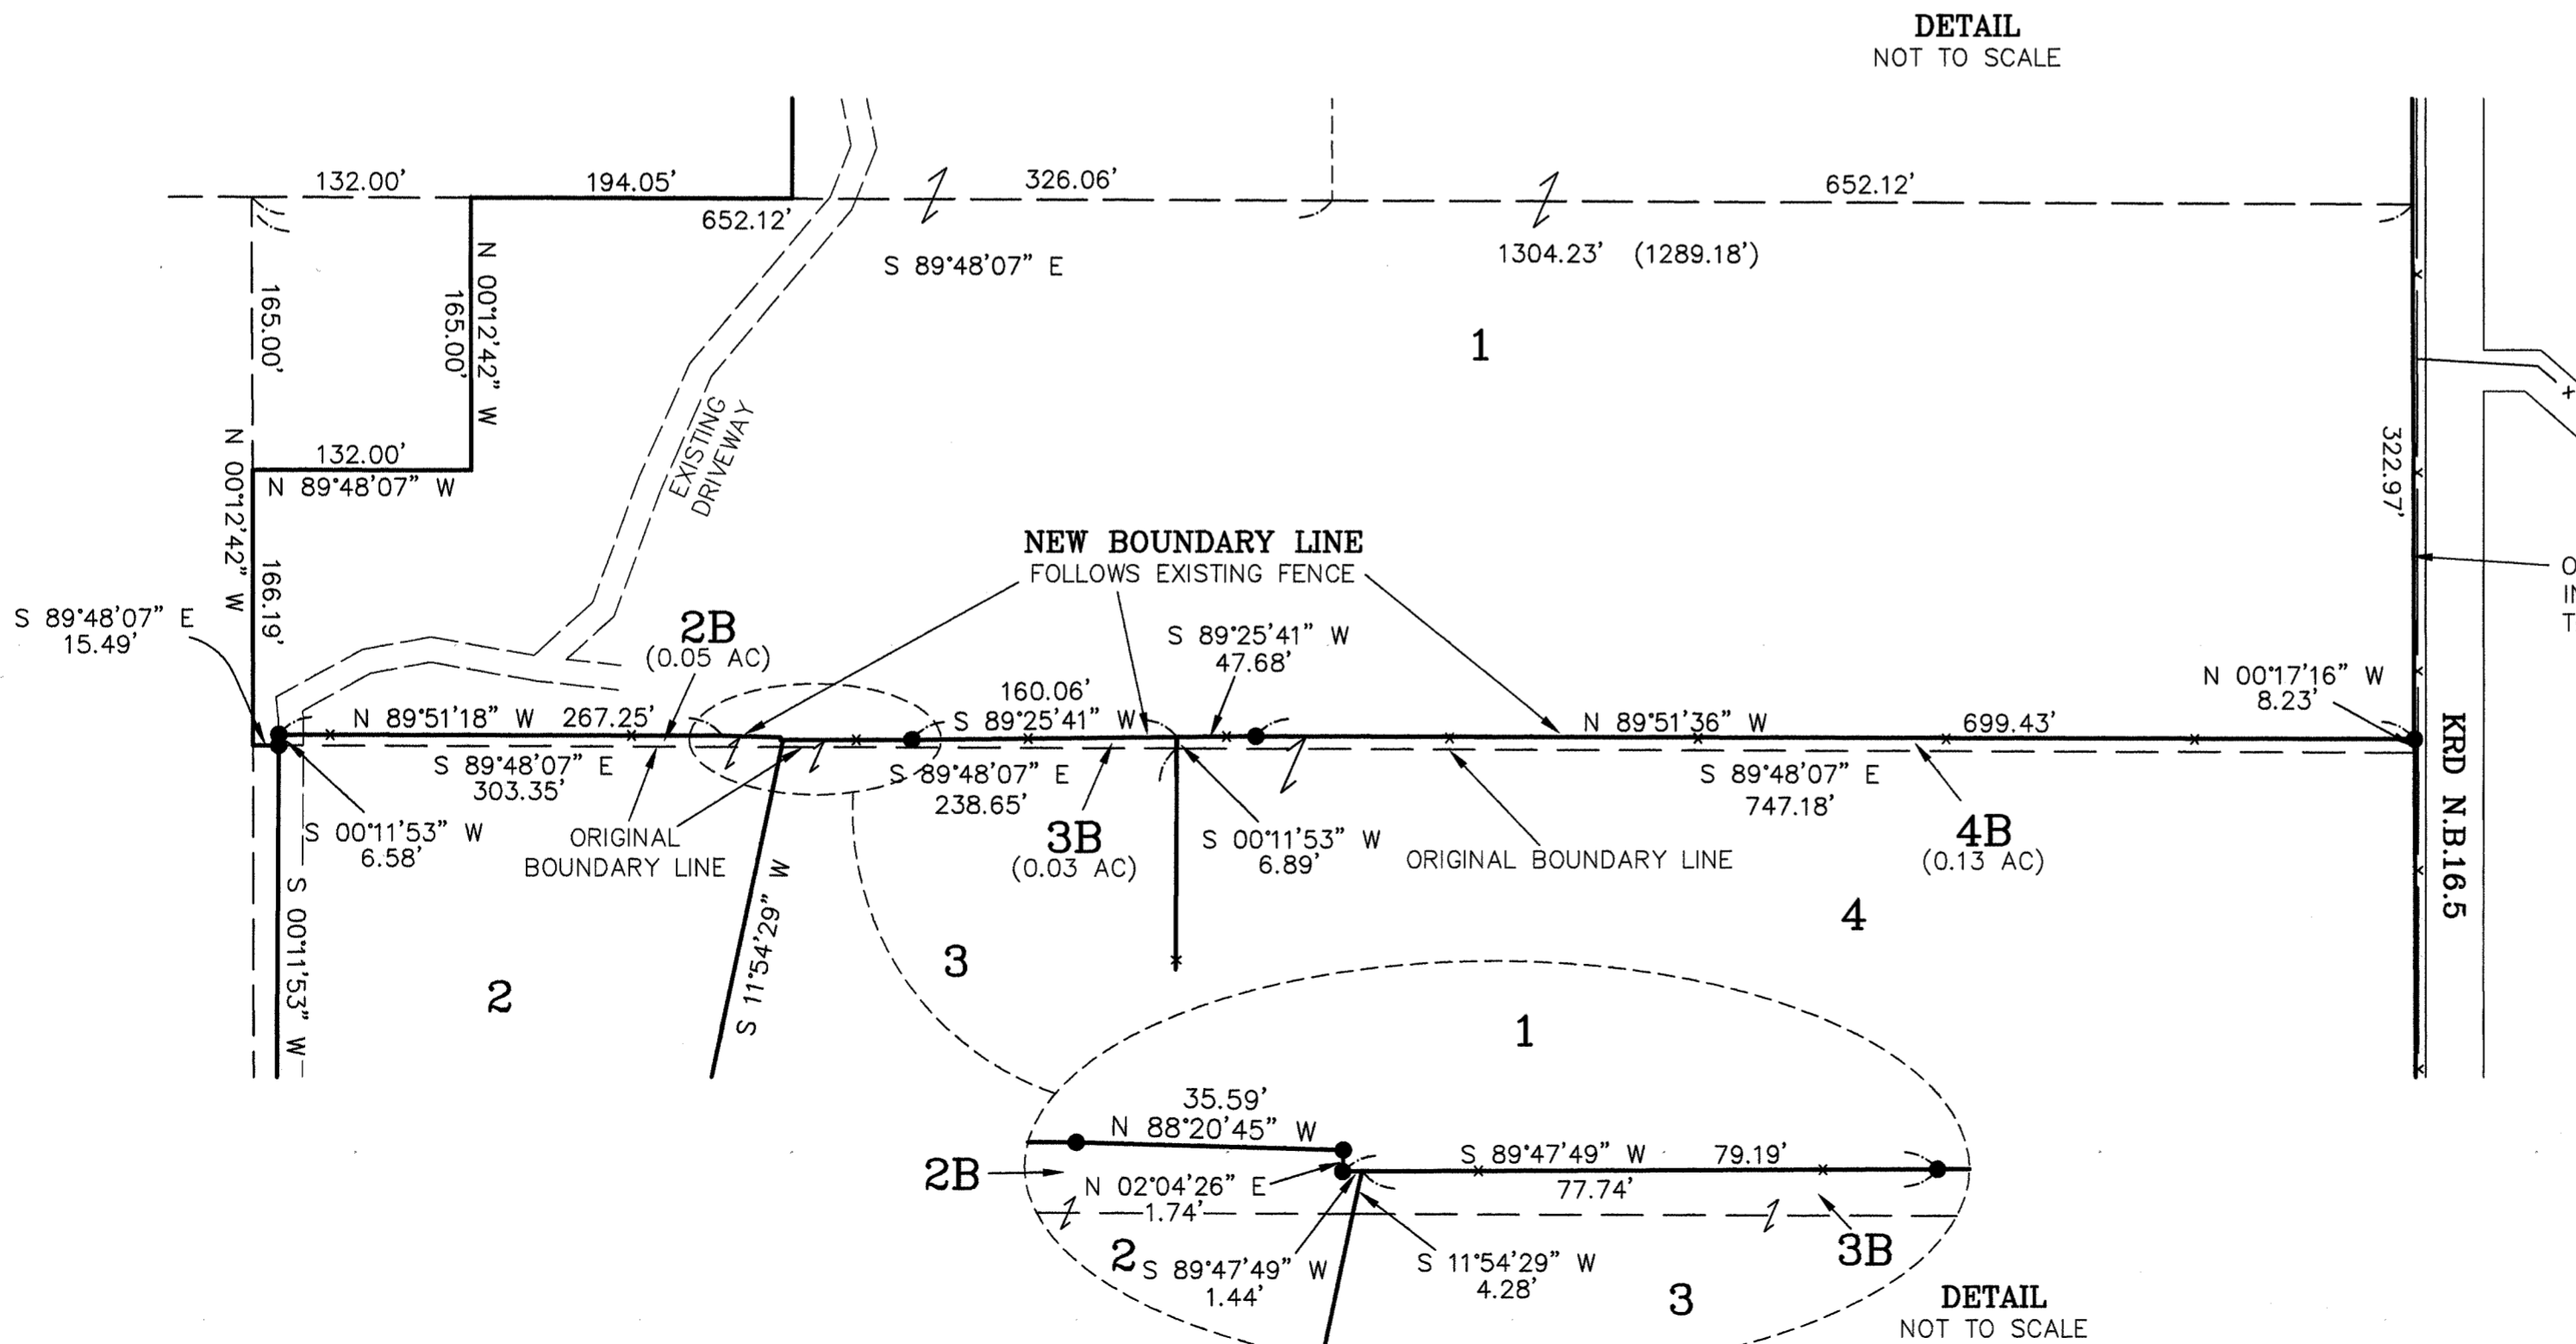 DETAIL
NOT TO SCALE
132.00'
194.05'
652.12'
326.06'
652.12'
S 89°48'07" E
1304.23' (1289.18')
165.00'
165.00'
N 00°12'42" W
132.00'
N 89°48'07" W
N 00°12'42" W
166.19'
EXISTING
DRIVEWAY
1
322.97'
O
IN
T
NEW BOUNDARY LINE
FOLLOWS EXISTING FENCE
S 89°48'07" E
15.49'
2B
(0.05 AC)
S 89°25'41" W
47.68'
N 00°17'16" W
8.23'
N 89°51'18" W 267.25'
160.06'
S 89°25'41" W
N 89°51'36" W 699.43'
S 89°48'07" E
303.35'
S 89°48'07" E
238.65'
S 89°48'07" E
747.18'
KRD N.B.16.5
S 00°11'53" W
6.58'
ORIGINAL
BOUNDARY LINE
3B
(0.03 AC)
S 00°11'53" W
6.89'
ORIGINAL BOUNDARY LINE
4B
(0.13 AC)
S 00°11'53" W
S 11°54'29" W
2
3
4
1
35.59'
N 88°20'45" W
S 89°47'49" W 79.19'
77.74'
2B
N 02°04'26" E
1.74'
2
S 89°47'49" W
1.44'
S 11°54'29" W
4.28'
3B
3
DETAIL
NOT TO SCALE